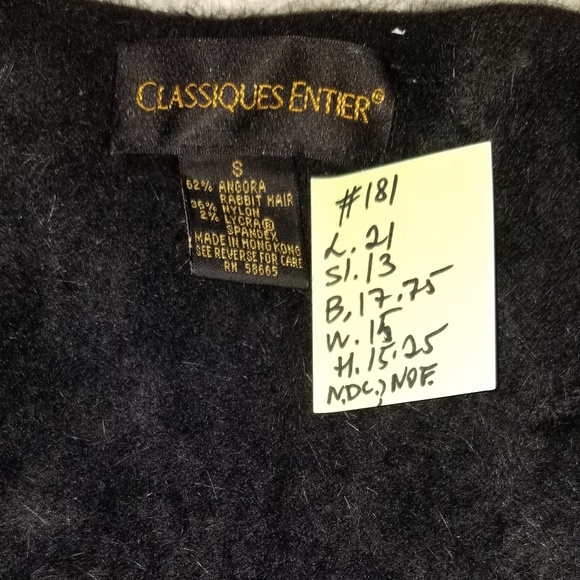 CLASSIQUES ENTIER®
S
62% ANGORA
RABBIT HAIR
36% NYLON
2% LYCRA®
SPANDEX
MADE IN HONG KONG
SEE REVERSE FOR CARE
RN 58665
#181
L. 21
Sl. 13
B. 17.75
W. 15
H. 15.25
N.DC.; NOF.